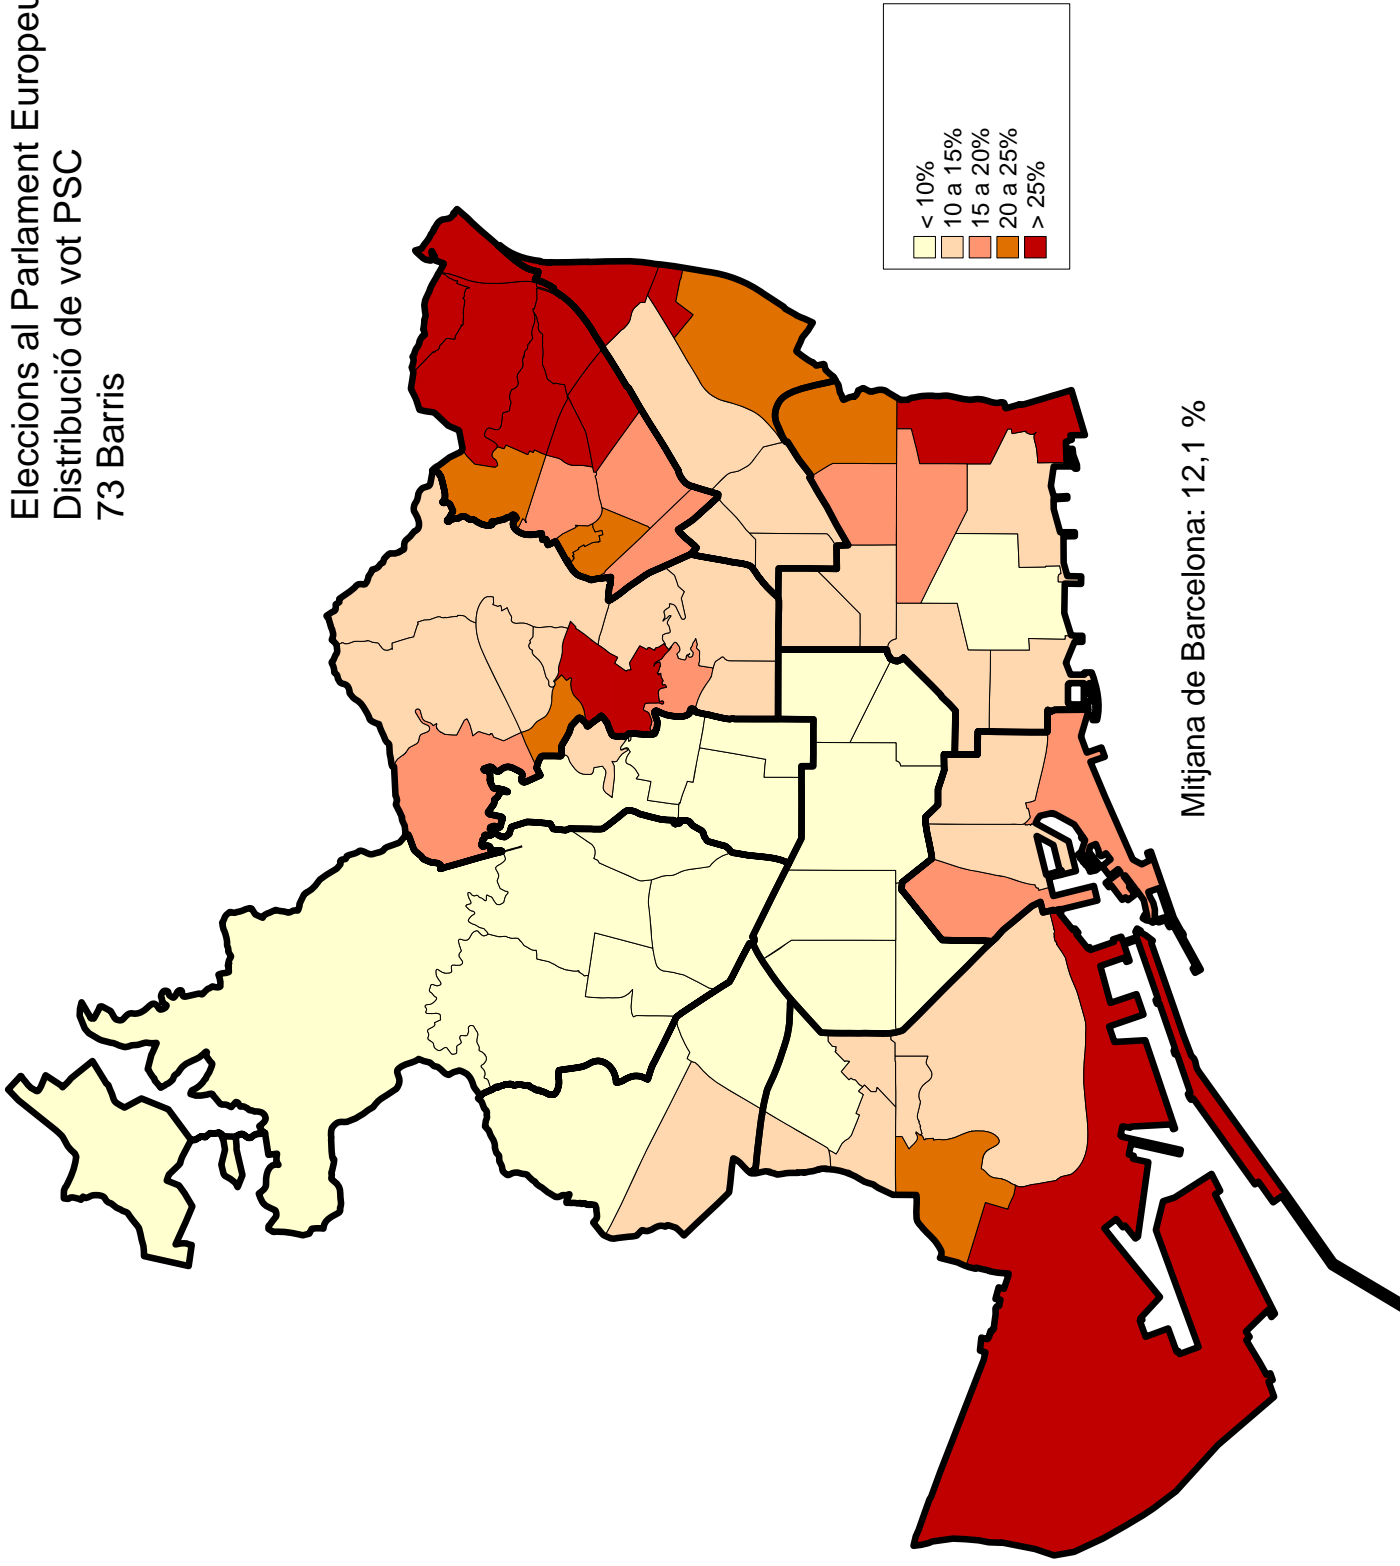 Eleccions al Parlament Europeu
Distribució de vot PSC
73 Barris
< 10%
10 a 15%
15 a 20%
20 a 25%
> 25%
Mitjana de Barcelona: 12,1 %